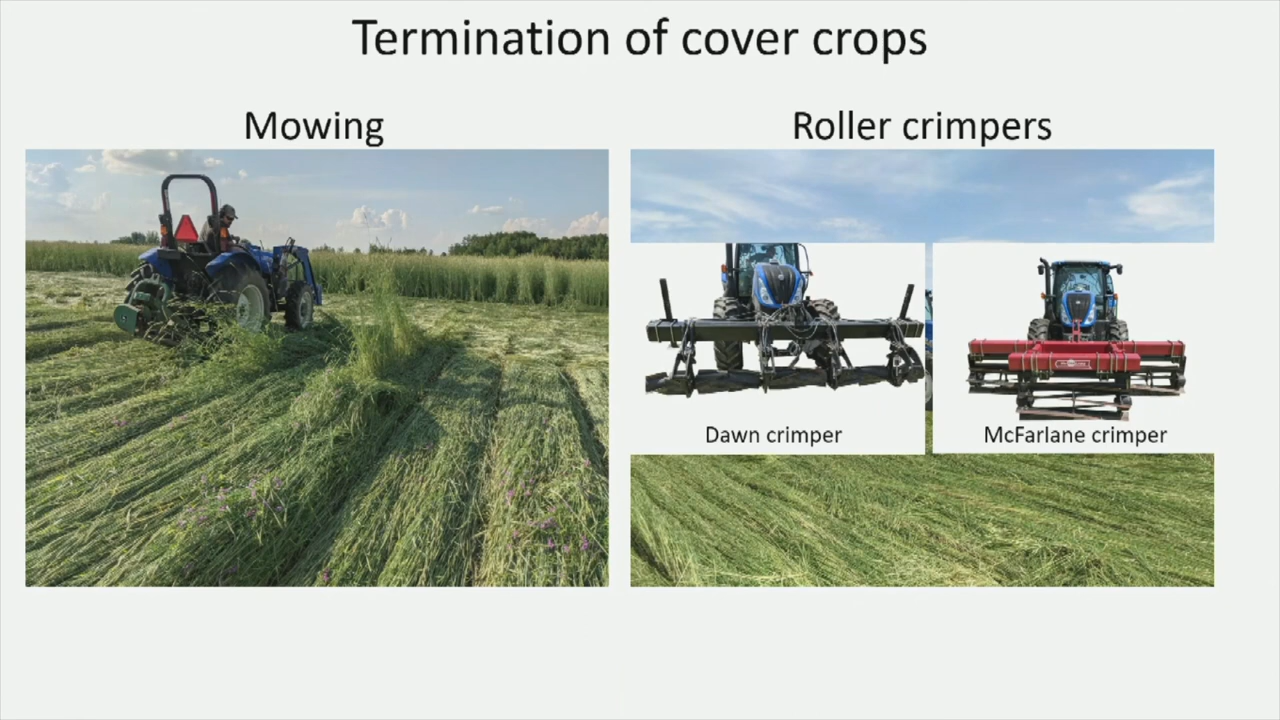 Termination of cover crops
Mowing
Roller crimpers
Dawn crimper
McFarlane crimper